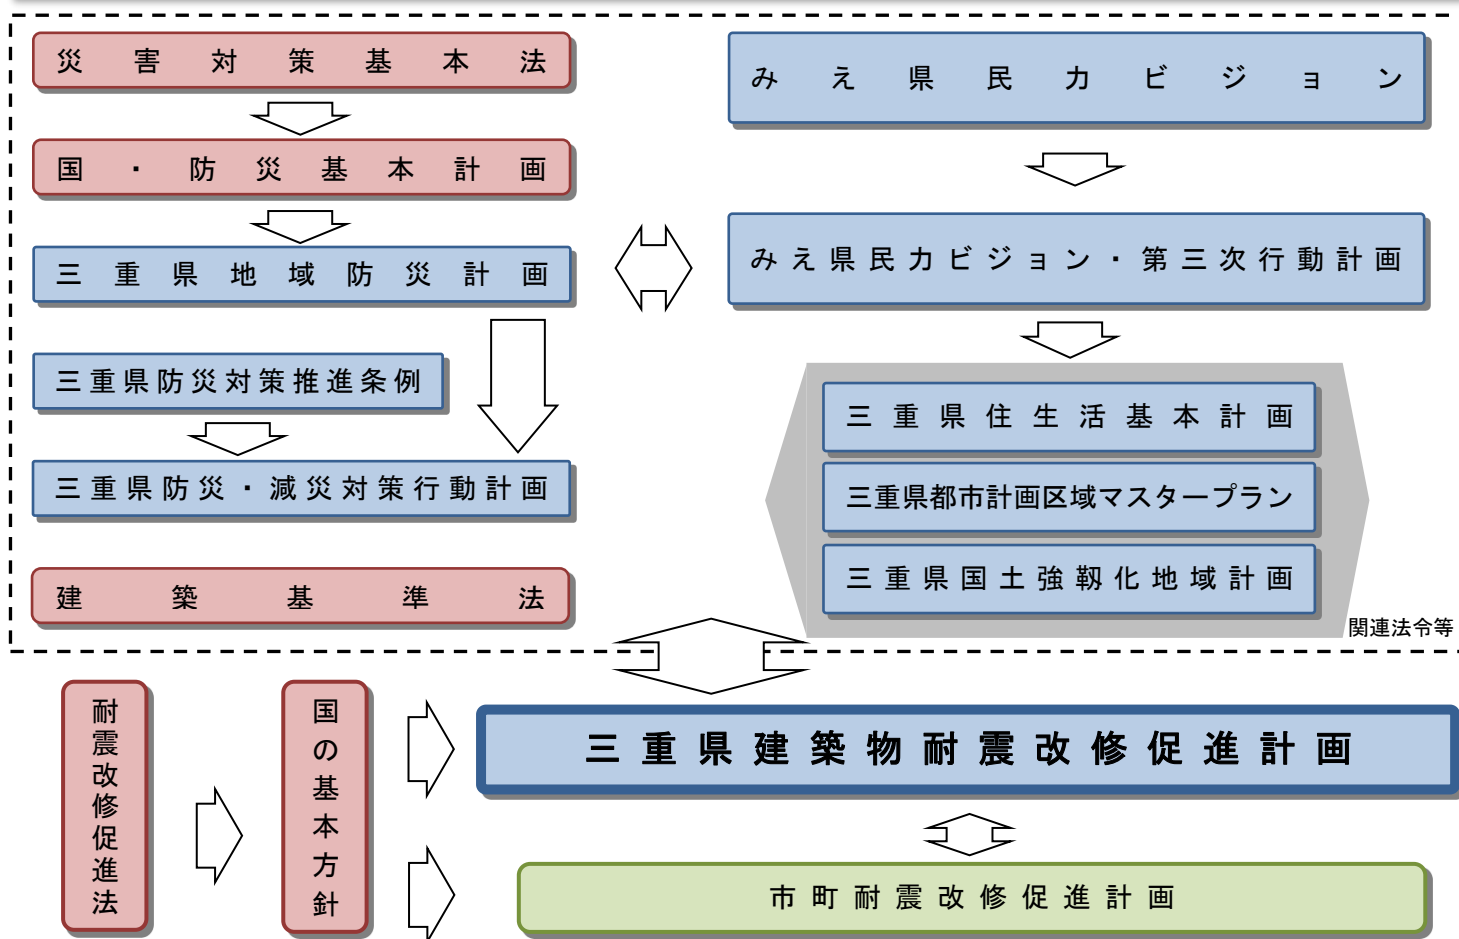 災害対策基本法
国・防災基本計画
三重県地域防災計画
三重県防災対策推進条例
三重県防災・減災対策行動計画
建築基準法
みえ県民力ビジョン
みえ県民力ビジョン・第三次行動計画
三重県住生活基本計画
三重県都市計画区域マスタープラン
三重県国土強靱化地域計画
関連法令等
耐震改修促進法
国の基本方針
三重県建築物耐震改修促進計画
市町耐震改修促進計画